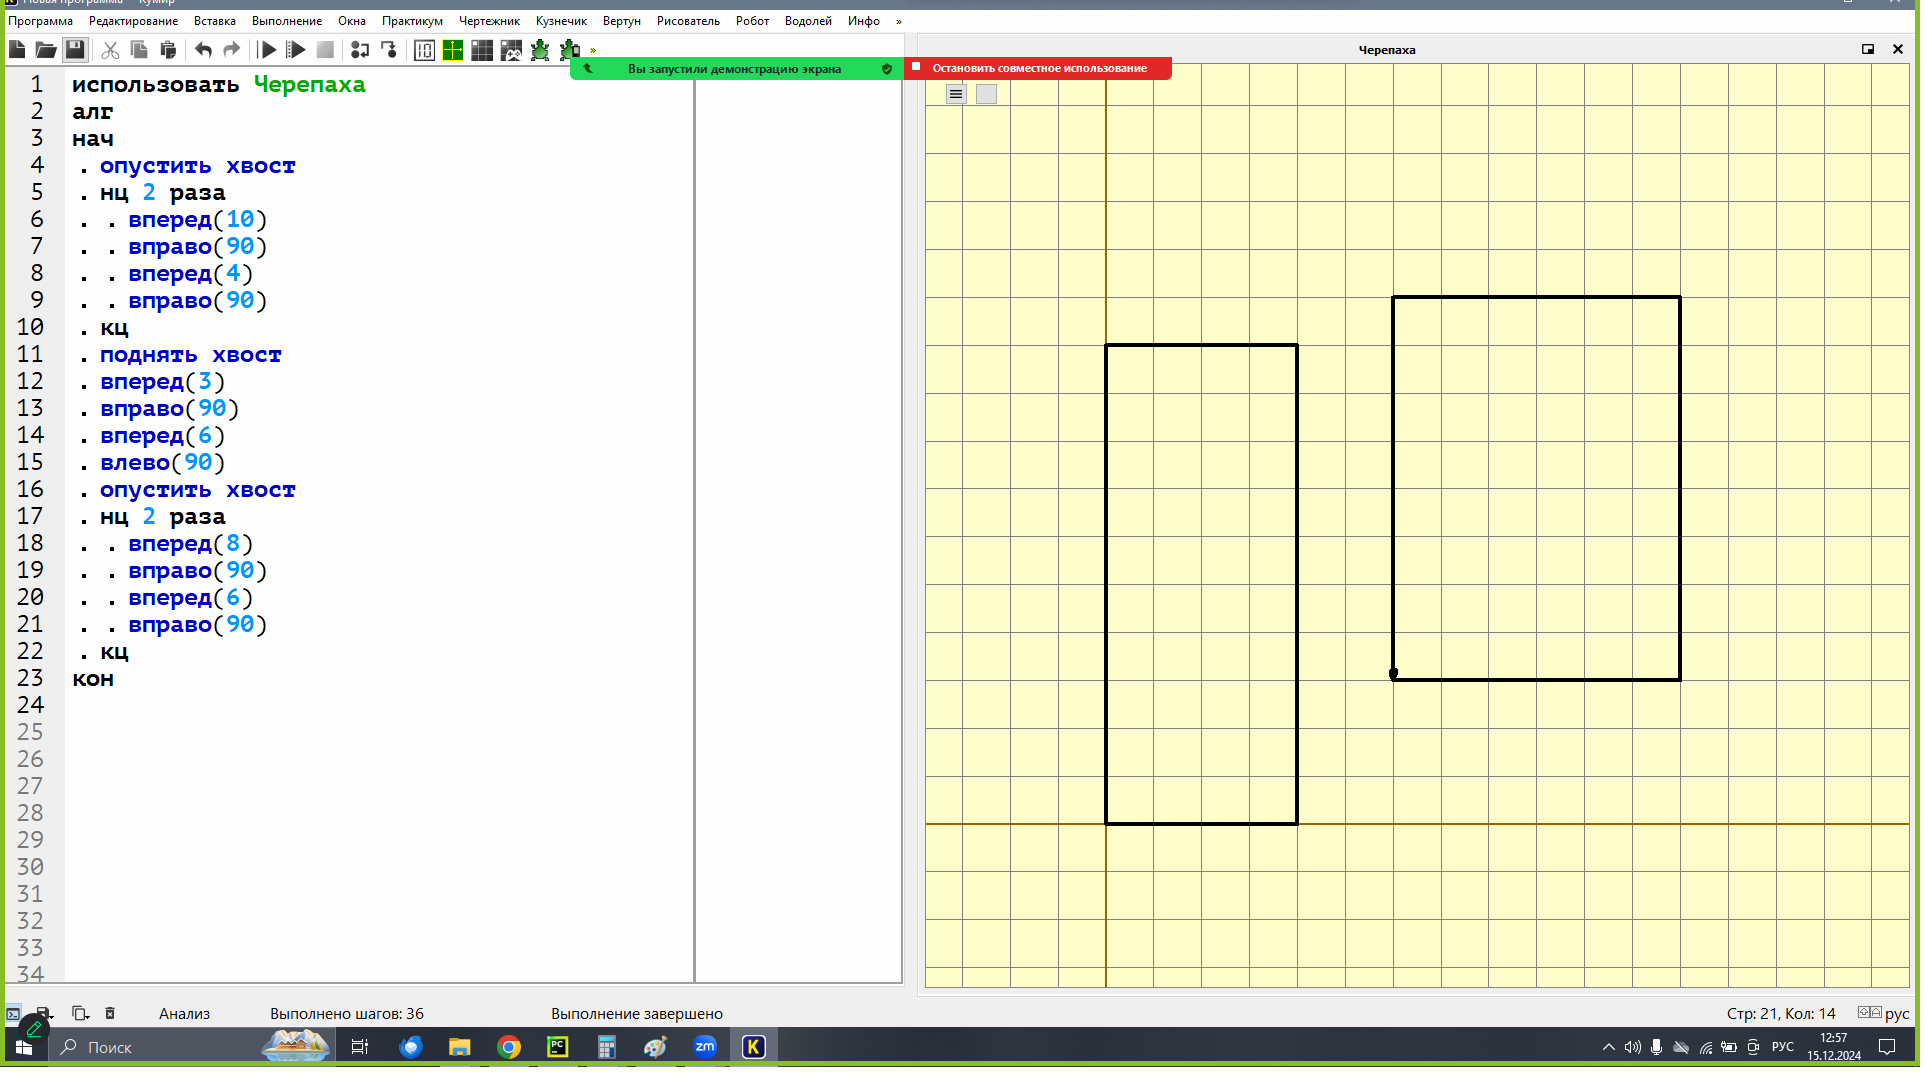 Новая программа - Кумир
Программа Редактирование Вставка Выполнение Окна Практикум Чертежник Кузнечик Вертун Рисователь Робот Водолей Инфо »
Черепаха
Вы запустили демонстрацию экрана
Остановить совместное использование
1 использовать Черепаха
2 алг
3 нач
4 . опустить хвост
5 . нц 2 раза
6 . . вперед(10)
7 . . вправо(90)
8 . . вперед(4)
9 . . вправо(90)
10 . кц
11 . поднять хвост
12 . вперед(3)
13 . вправо(90)
14 . вперед(6)
15 . влево(90)
16 . опустить хвост
17 . нц 2 раза
18 . . вперед(8)
19 . . вправо(90)
20 . . вперед(6)
21 . . вправо(90)
22 . кц
23 кон
24
25
26
27
28
29
30
31
32
33
34
Анализ Выполнено шагов: 36 Выполнение завершено Стр: 21, Кол: 14 рус
Поиск PC zm K РУС 12:57
15.12.2024